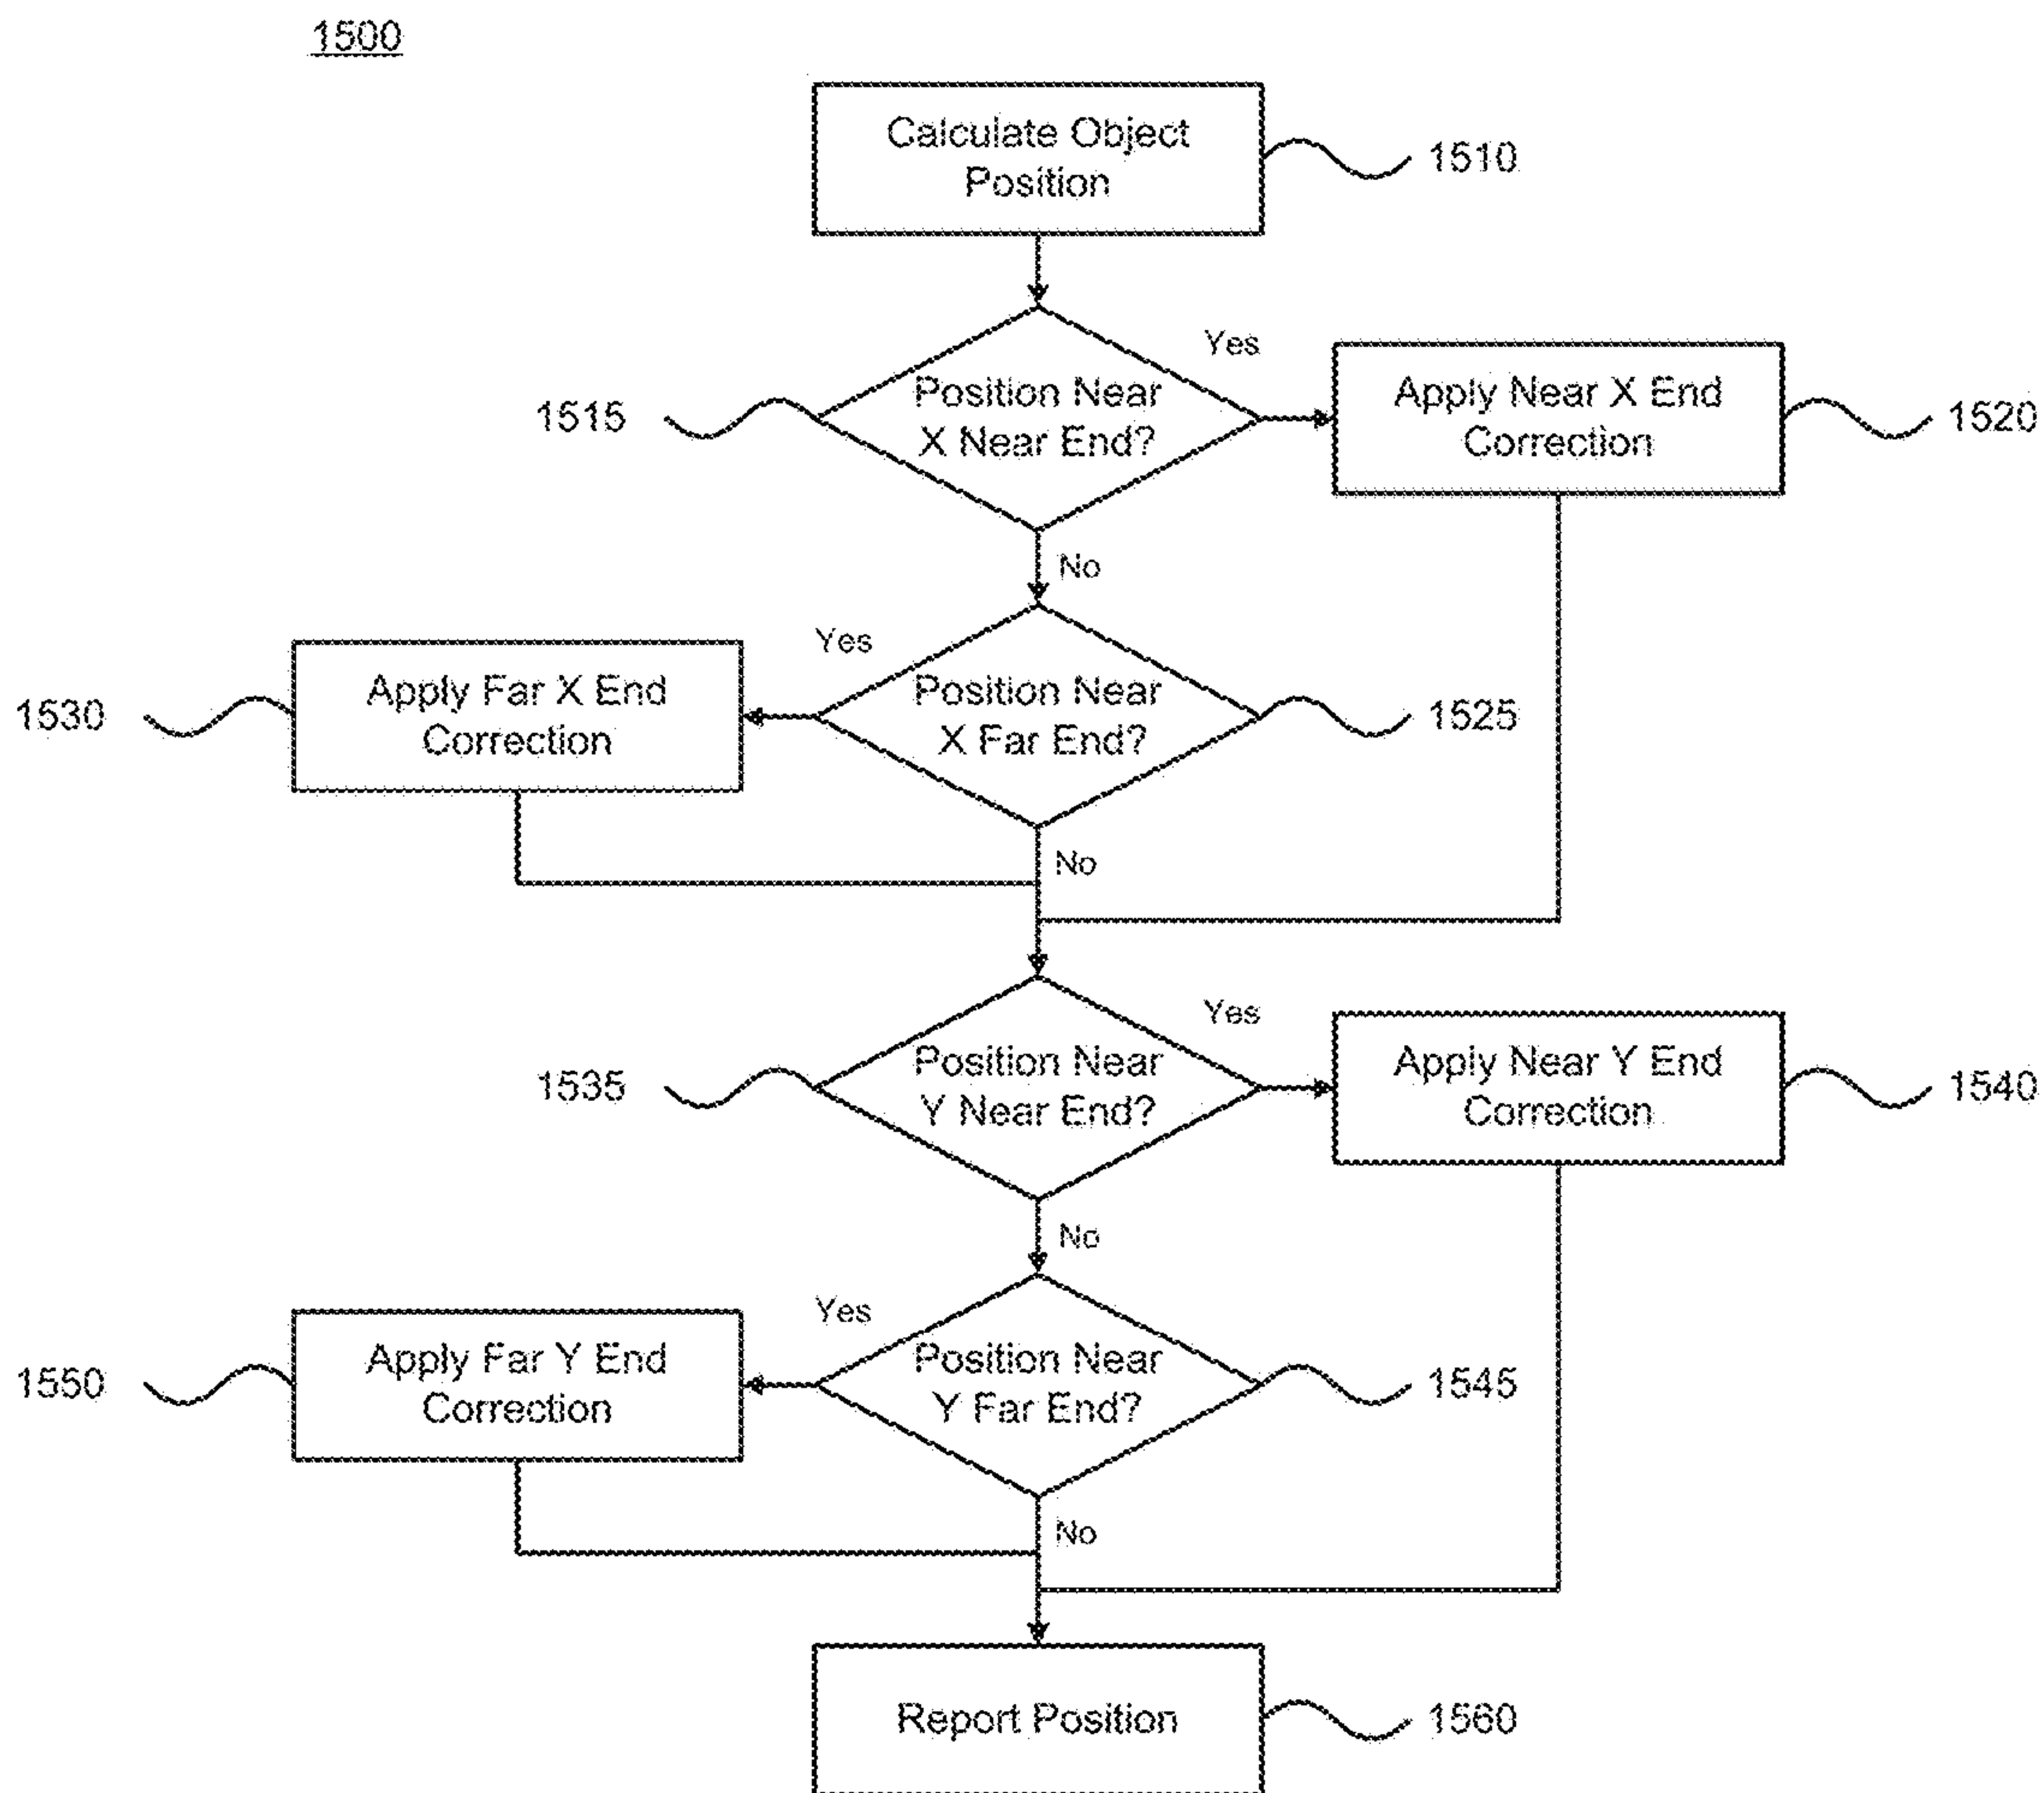 1500
Calculate Object
Position
1510
Yes
Position Near
X Near End?
1515
Apply Near X End
Correction
1520
No
Yes
Apply Far X End
Correction
1530
Position Near
X Far End?
1525
No
Yes
Position Near
Y Near End?
1535
Apply Near Y End
Correction
1540
No
Yes
Apply Far Y End
Correction
1550
Position Near
Y Far End?
1545
No
Report Position
1560